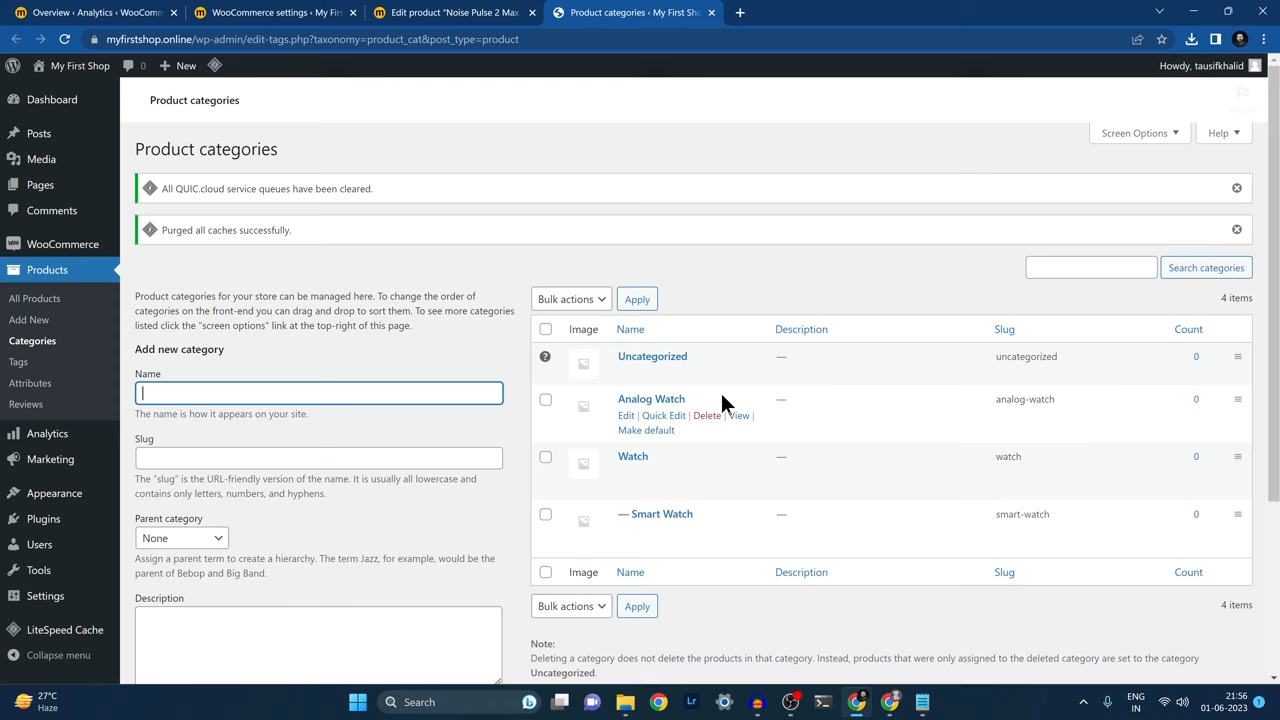 Overview ‹ Analytics ‹ WooComm
WooCommerce settings ‹ My Firs
Edit product "Noise Pulse 2 Max
Product categories ‹ My First Sho
myfirstshop.online/wp-admin/edit-tags.php?taxonomy=product_cat&post_type=product
My First Shop
0
New
Howdy, tausifkhalid
Dashboard
Posts
Media
Pages
Comments
WooCommerce
Products
All Products
Add New
Categories
Tags
Attributes
Reviews
Analytics
Marketing
Appearance
Plugins
Users
Tools
Settings
LiteSpeed Cache
Collapse menu
Product categories
Screen Options
Help
Product categories
All QUIC.cloud service queues have been cleared.
Purged all caches successfully.
Search categories
Product categories for your store can be managed here. To change the order of
categories on the front-end you can drag and drop to sort them. To see more categories
listed click the "screen options" link at the top-right of this page.
Add new category
Name
The name is how it appears on your site.
Slug
The “slug” is the URL-friendly version of the name. It is usually all lowercase and
contains only letters, numbers, and hyphens.
Parent category
None
Assign a parent term to create a hierarchy. The term Jazz, for example, would be the
parent of Bebop and Big Band.
Description
Bulk actions Apply 4 items
Image Name Description Slug Count
Uncategorized — uncategorized 0
Analog Watch — analog-watch 0
Edit | Quick Edit | Delete | View |
Make default
Watch — watch 0
— Smart Watch — smart-watch 0
Image Name Description Slug Count
Bulk actions Apply 4 items
Note:
Deleting a category does not delete the products in that category. Instead, products that were only assigned to the deleted category are set to the category
Uncategorized.
27°C
Haze
Search
Lr
ENG
IN
21:56
01-06-2023
1